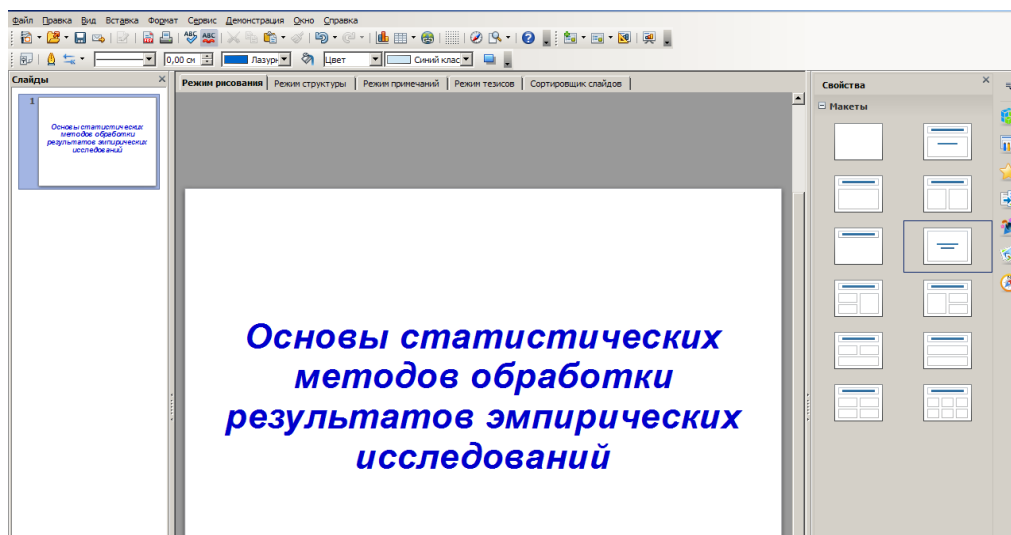 Файл Правка Вид Вставка Формат Сервис Демонстрация Окно Справка
0,00 см Лазурн Цвет Синий клас
Слайды
Режим рисования Режим структуры Режим примечаний Режим тезисов Сортировщик слайдов
Свойства
Макеты
1
Основы статистических
методов обработки
результатов эмпирических
исследований
Основы статистических
методов обработки
результатов эмпирических
исследований